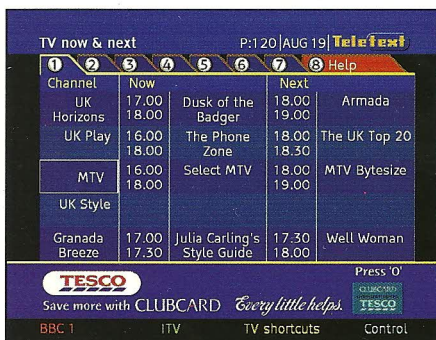 TV now & next P:120 AUG 19 Teletext
1 2 3 4 5 6 7 8 Help
Channel Now Next
UK Horizons 17.00 18.00 Dusk of the Badger 18.00 19.00 Armada
UK Play 16.00 18.00 The Phone Zone 18.00 18.30 The UK Top 20
MTV 16.00 18.00 Select MTV 18.00 19.00 MTV Bytesize
UK Style
Granada Breeze 17.00 17.30 Julia Carling's Style Guide 17.30 18.00 Well Woman
Press 'O'
TESCO
Save more with CLUBCARD Every little helps.
CLUBCARD
TESCO
BBC 1 ITV TV shortcuts Control